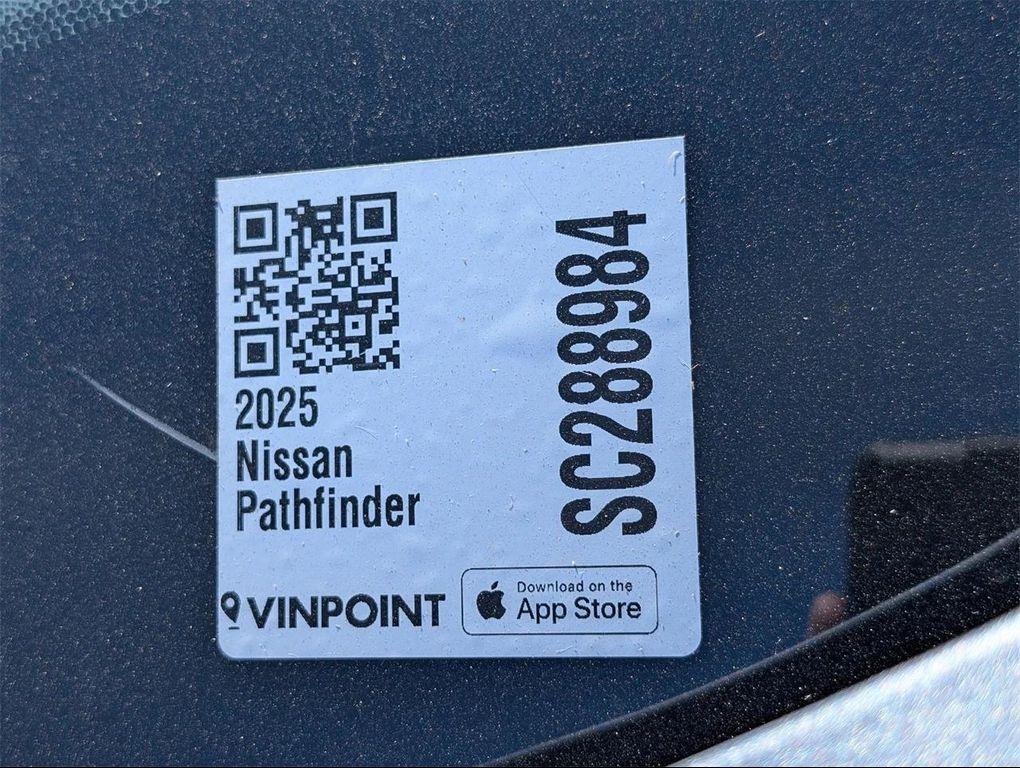 2025
Nissan
Pathfinder
SC288984
VINPOINT
Download on the
App Store